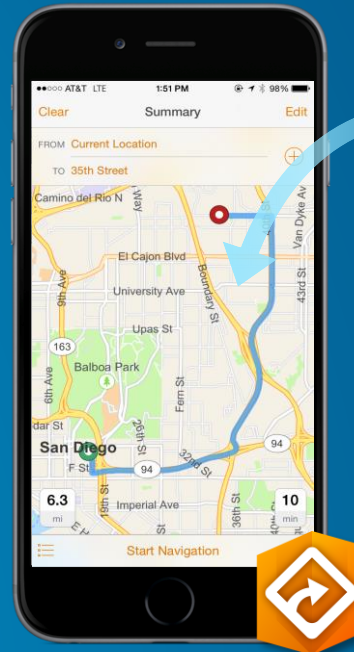 AT&T LTE 1:51 PM 98%
Clear Summary Edit
FROM Current Location
TO 35th Street
Camino del Rio N
Way
Van Dyke Av
El Cajon Blvd
Boundary St
43rd St
9th Ave
University Ave
Upas St
163
6th Ave
Balboa Park
Fern St
dar St
26th St
San Diego
F St
94
32nd St
94
19th St
Imperial Ave
36th St
6.3
mi
10
min
Start Navigation